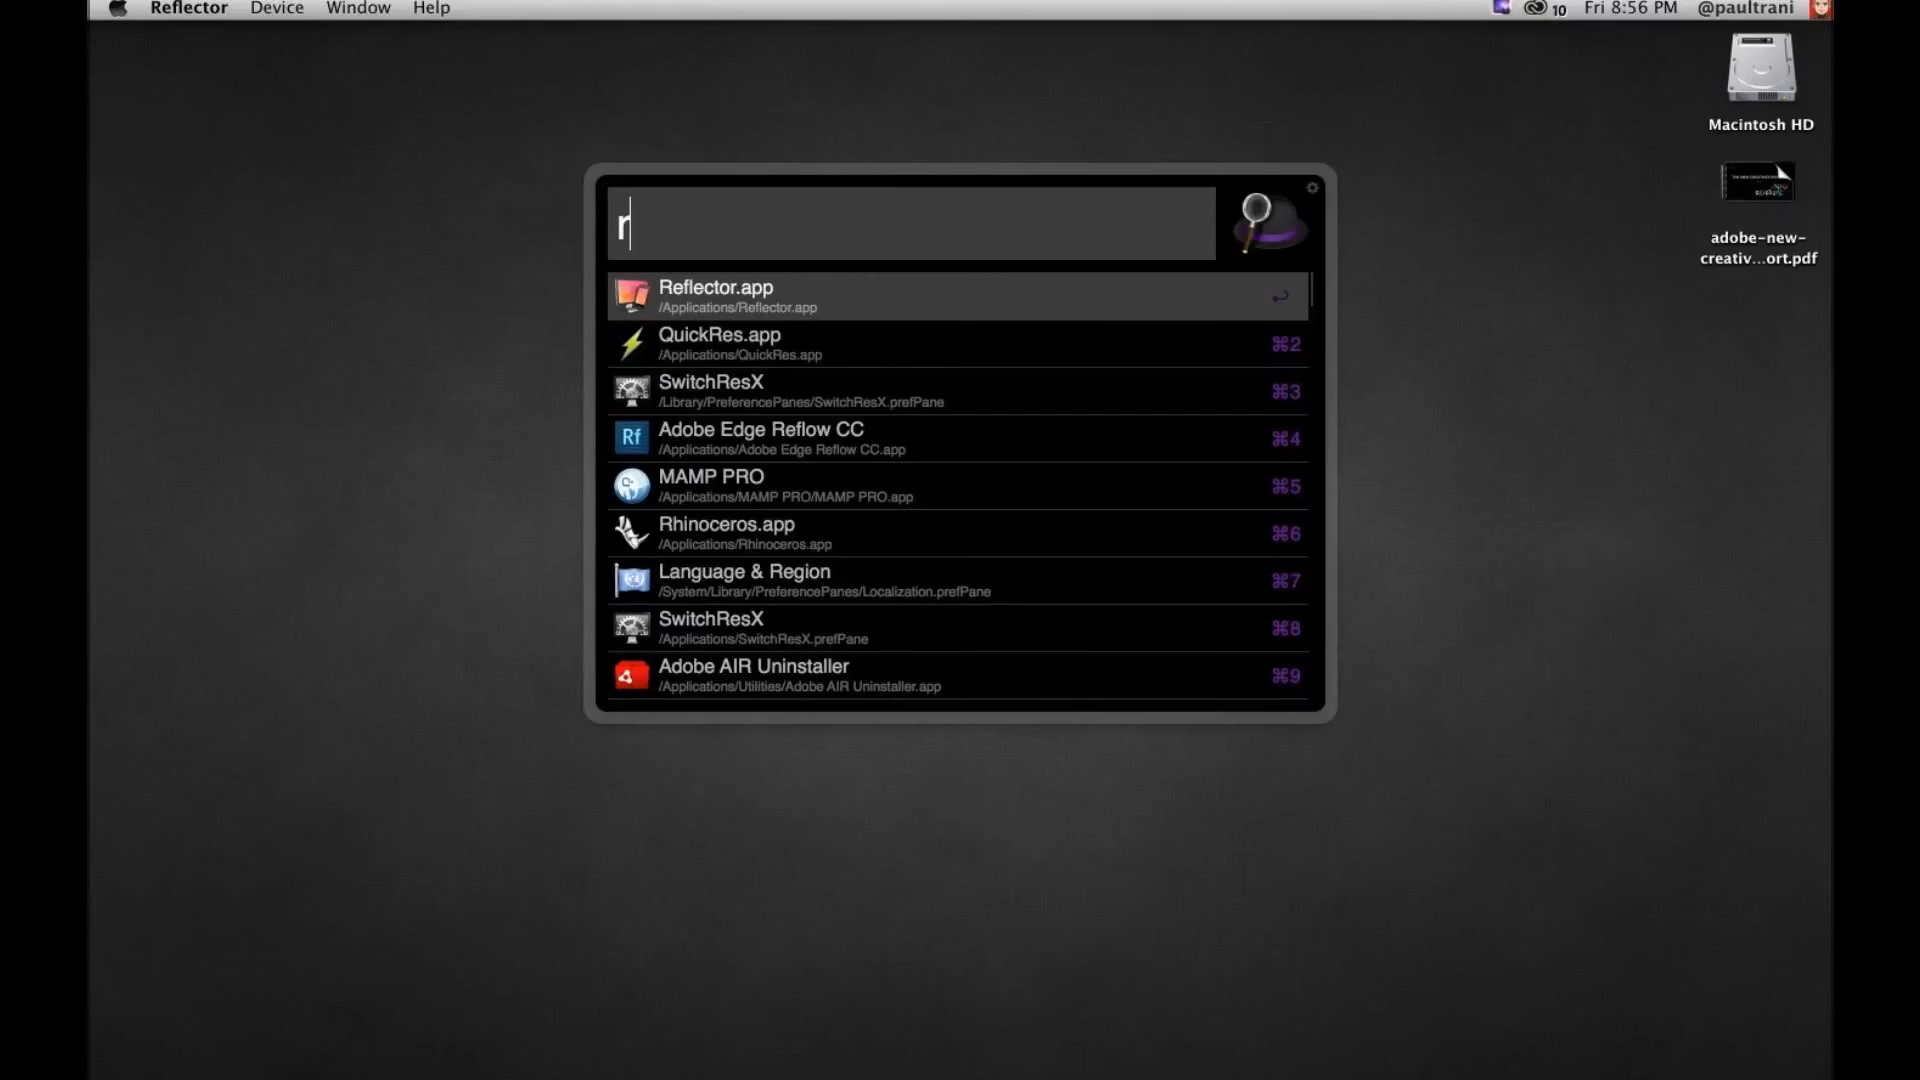 Reflector Device Window Help
10 Fri 8:56 PM @paultrani
Macintosh HD
adobe-new-
creativ...ort.pdf
r
Reflector.app
/Applications/Reflector.app
QuickRes.app
/Applications/QuickRes.app
⌘2
SwitchResX
/Library/PreferencePanes/SwitchResX.prefPane
⌘3
Rf
Adobe Edge Reflow CC
/Applications/Adobe Edge Reflow CC.app
⌘4
MAMP PRO
/Applications/MAMP PRO/MAMP PRO.app
⌘5
Rhinoceros.app
/Applications/Rhinoceros.app
⌘6
Language & Region
/System/Library/PreferencePanes/Localization.prefPane
⌘7
SwitchResX
/Applications/SwitchResX.prefPane
⌘8
Adobe AIR Uninstaller
/Applications/Utilities/Adobe AIR Uninstaller.app
⌘9